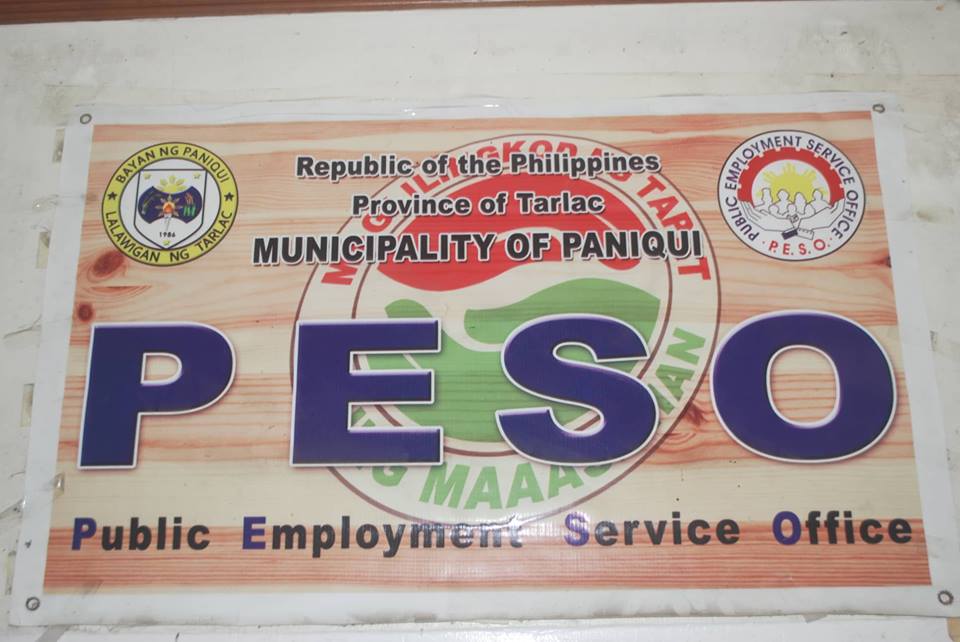 Republic of the Philippines
Province of Tarlac
MUNICIPALITY OF PANIQUI
BAYAN NG PANIQUI
LALAWIGAN NG TARLAC
1986
PUBLIC EMPLOYMENT SERVICE OFFICE
P. E. S. O.
TAPAT
PESO
Public Employment Service Office